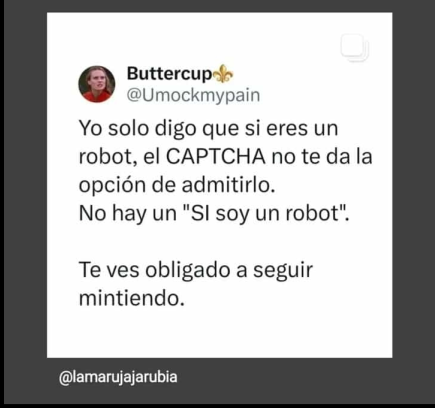 Buttercup⚜️
@Umockmypain
Yo solo digo que si eres un
robot, el CAPTCHA no te da la
opción de admitirlo.
No hay un "SI soy un robot".
Te ves obligado a seguir
mintiendo.
@lamarujajarubia